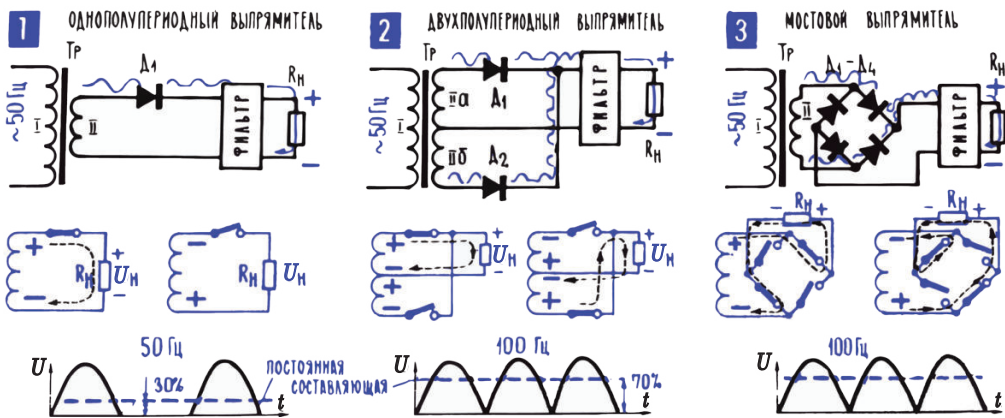 1 ОДНОПОЛУПЕРИОДНЫЙ ВЫПРЯМИТЕЛЬ
Тр
Д1
Rн
~50 Гц
I
II
ФИЛЬТР
+
−
+
−
Rн
Uн
+
−
−
+
Rн
Uн
50 Гц
U
30%
t
ПОСТОЯННАЯ
СОСТАВЛЯЮЩАЯ
2 ДВУХПОЛУПЕРИОДНЫЙ ВЫПРЯМИТЕЛЬ
Тр
~50 Гц
I
IIа
Д1
IIб
Д2
ФИЛЬТР
+
−
Rн
+
−
+
−
+
−
Uн
−
+
−
+
+
−
Uн
100 Гц
U
70%
t
3 МОСТОВОЙ ВЫПРЯМИТЕЛЬ
Тр
Д1–Д4
Rн
~50 Гц
I
II
ФИЛЬТР
+
−
− Rн +
+
−
− Rн +
−
+
100 Гц
U
t